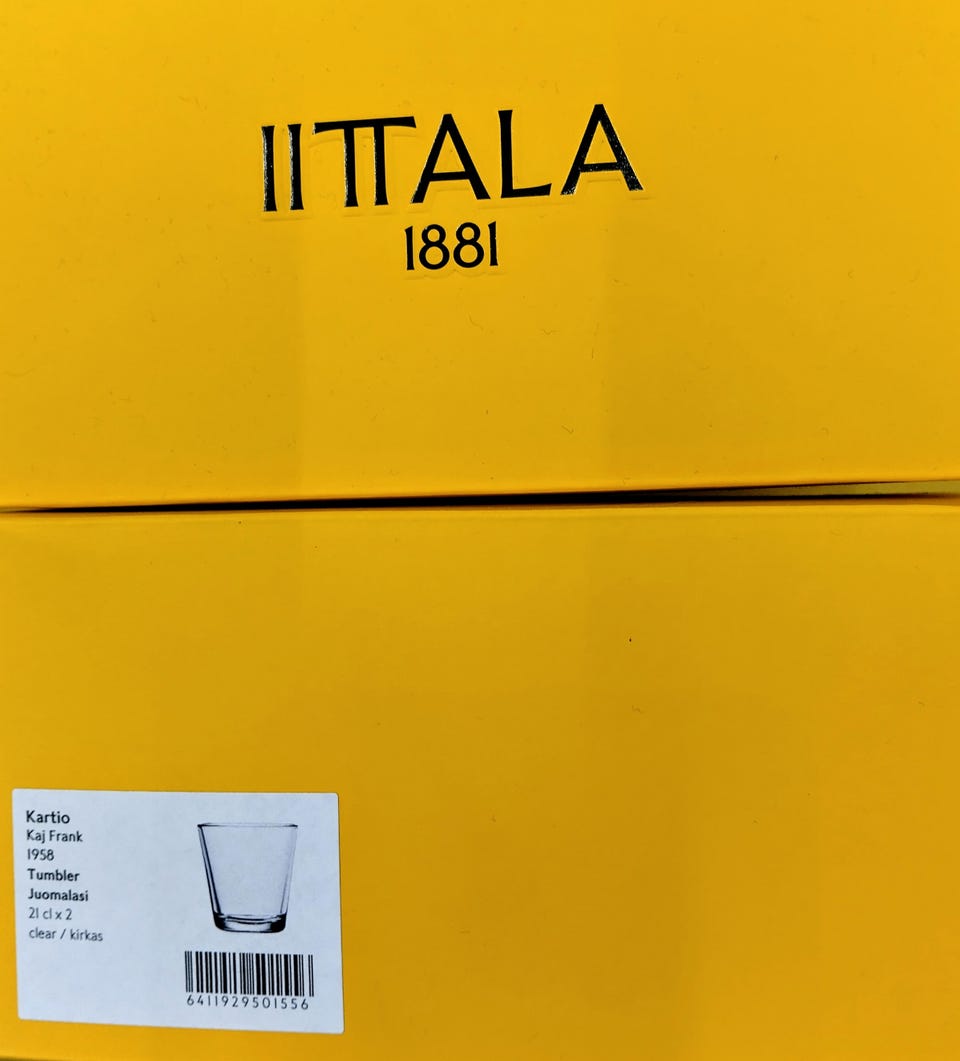 IITTALA
1881
Kartio
Kaj Frank
1958
Tumbler
Juomalasi
21 cl x 2
clear / kirkas
6411929501556